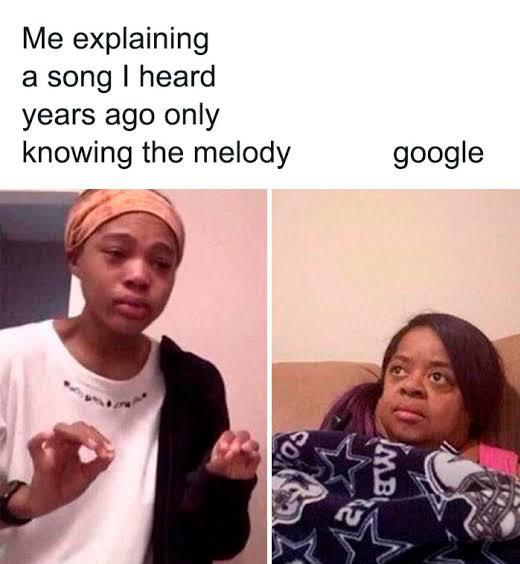 Me explaining
a song I heard
years ago only
knowing the melody
google